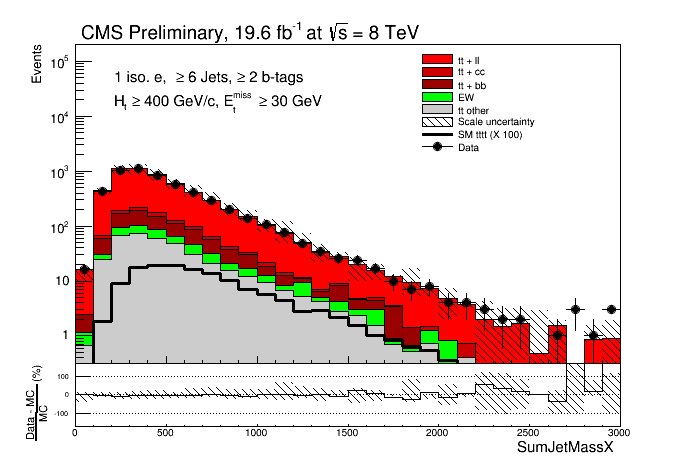 CMS Preliminary, 19.6 fb⁻¹ at √s = 8 TeV
Events
10⁵
10⁴
10³
10²
10
1
1 iso. e, ≥ 6 Jets, ≥ 2 b-tags
Hₜ ≥ 400 GeV/c, Eₜᵐⁱˢˢ ≥ 30 GeV
tt + ll
tt + cc
tt + bb
EW
tt other
Scale uncertainty
SM tttt (X 100)
Data
Data - MC
MC
(%)
100
0
-100
0 500 1000 1500 2000 2500 3000
SumJetMassX